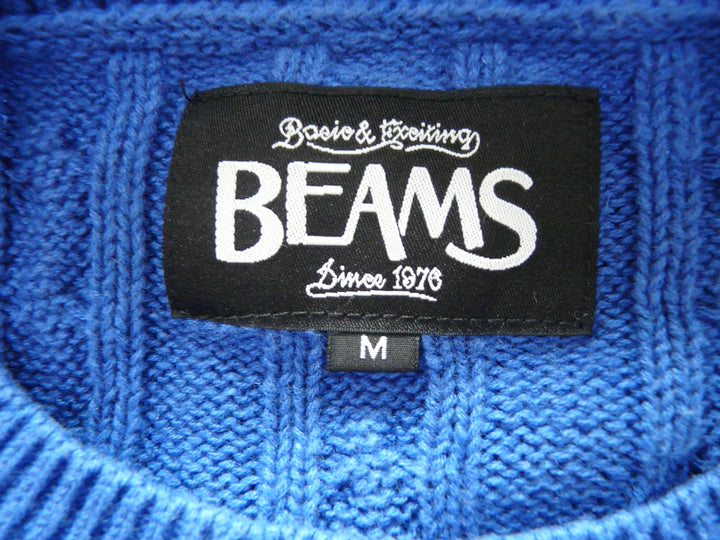 Basic & Exciting
BEAMS
Since 1976
M